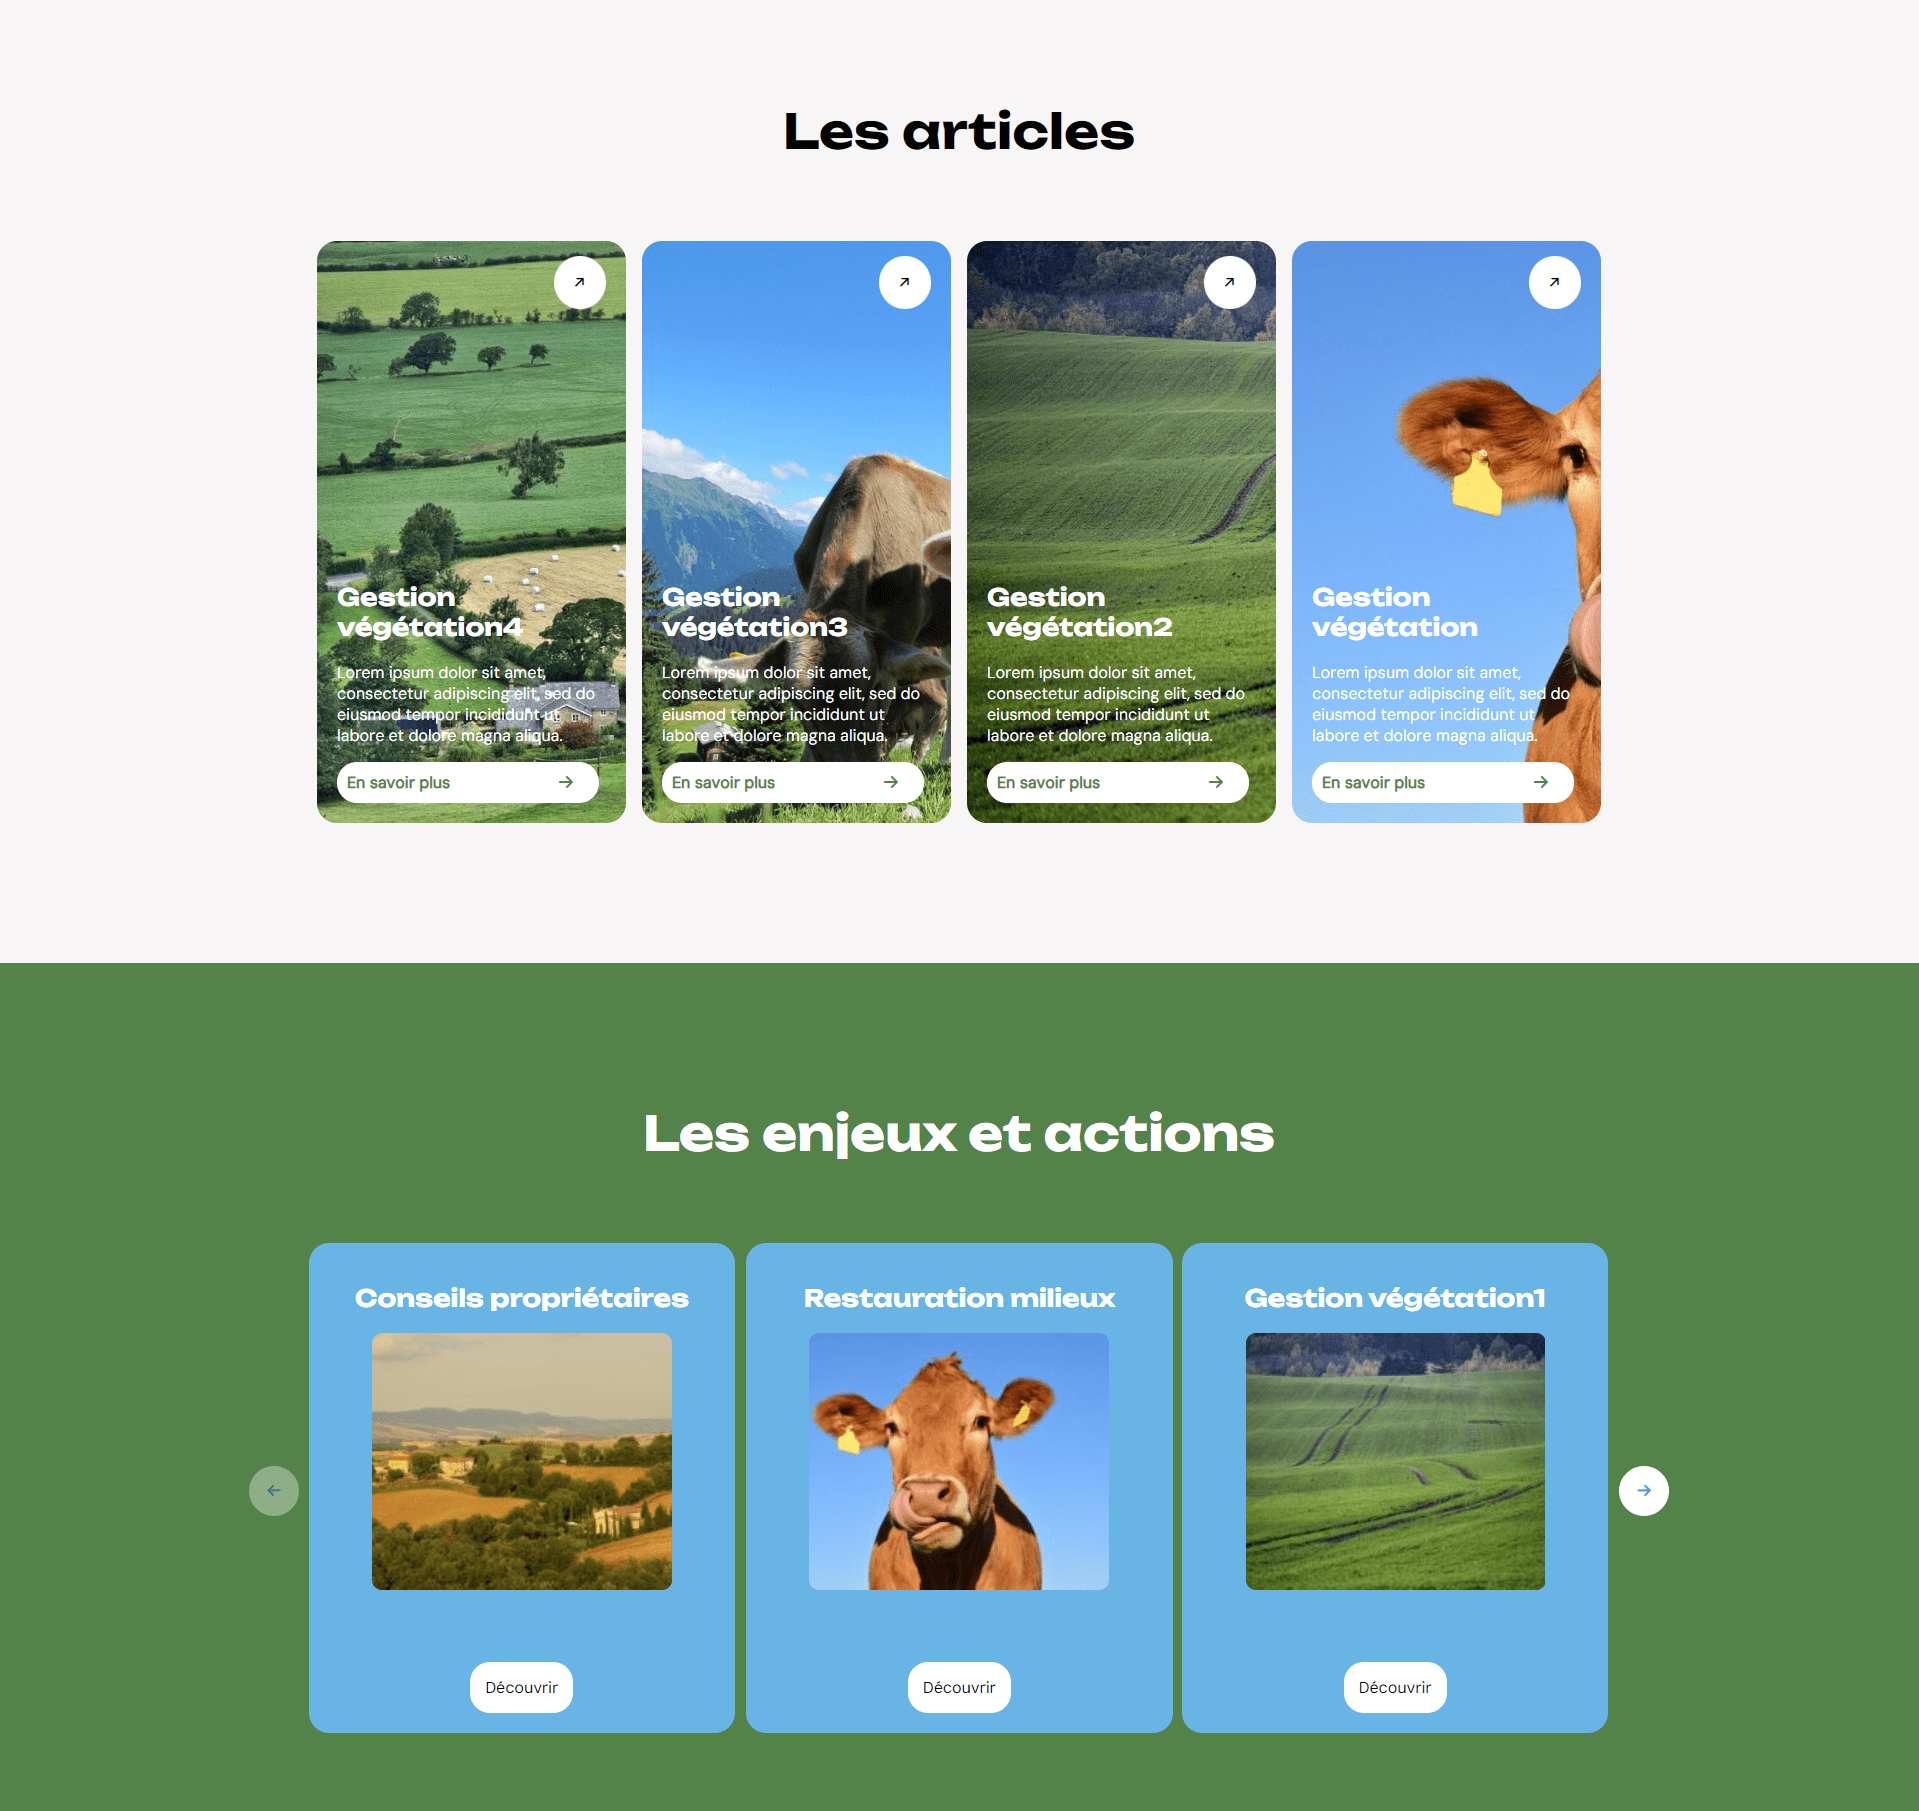 Les articles
Gestion
végétation4
Lorem ipsum dolor sit amet,
consectetur adipiscing elit, sed do
eiusmod tempor incididunt ut
labore et dolore magna aliqua.
En savoir plus
Gestion
végétation3
Lorem ipsum dolor sit amet,
consectetur adipiscing elit, sed do
eiusmod tempor incididunt ut
labore et dolore magna aliqua.
En savoir plus
Gestion
végétation2
Lorem ipsum dolor sit amet,
consectetur adipiscing elit, sed do
eiusmod tempor incididunt ut
labore et dolore magna aliqua.
En savoir plus
Gestion
végétation
Lorem ipsum dolor sit amet,
consectetur adipiscing elit, sed do
eiusmod tempor incididunt ut
labore et dolore magna aliqua.
En savoir plus
Les enjeux et actions
Conseils propriétaires
Découvrir
Restauration milieux
Découvrir
Gestion végétation1
Découvrir